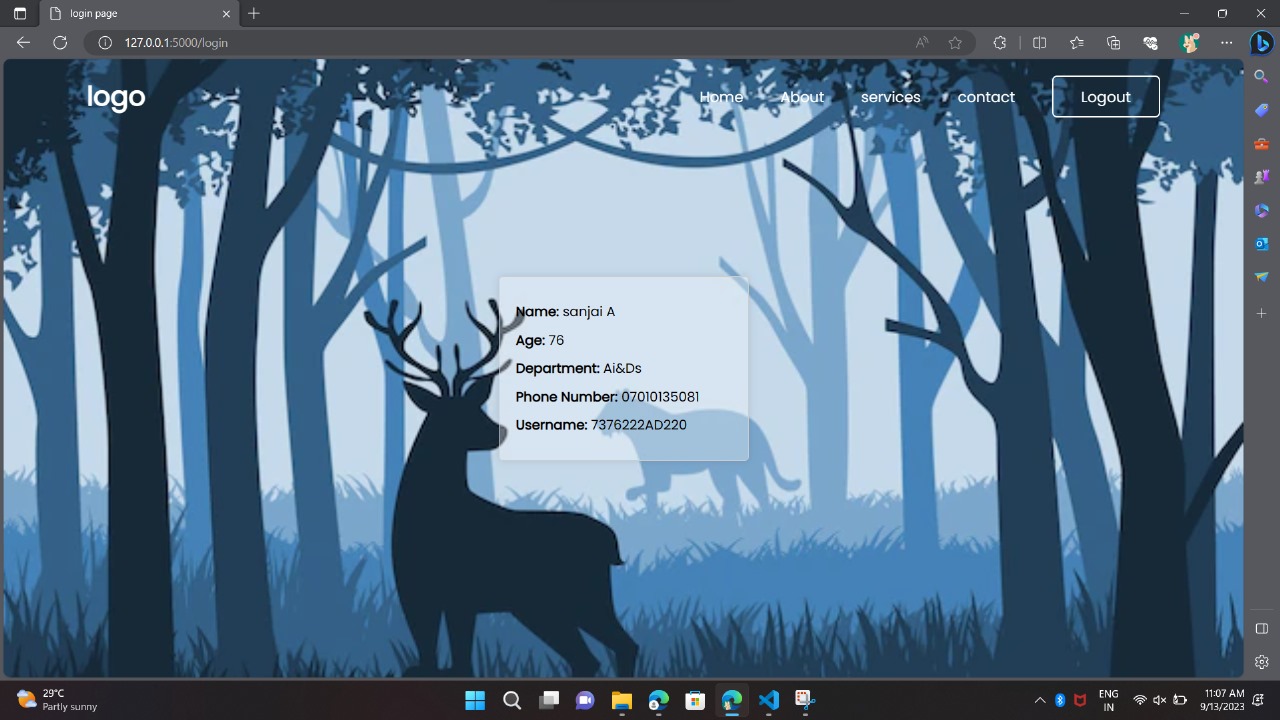 login page
127.0.0.1:5000/login
logo
Home About services contact Logout
Name: sanjai A
Age: 76
Department: Ai&Ds
Phone Number: 07010135081
Username: 7376222AD220
29°C
Partly sunny
ENG
IN
11:07 AM
9/13/2023